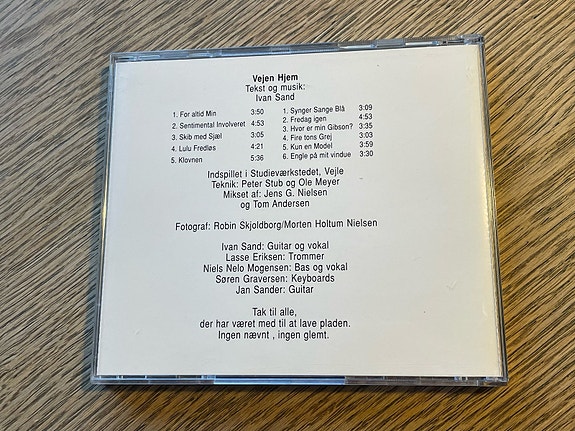 Vejen Hjem
Tekst og musik:
Ivan Sand
1. For altid Min 3:50
2. Sentimental Involveret 4:53
3. Skib med Sjæl 3:05
4. Lulu Fredløs 4:21
5. Klovnen 5:36
1. Synger Sange Blå 3:09
2. Fredag igen 4:53
3. Hvor er min Gibson? 3:35
4. Fire tons Grej 3:03
5. Kun en Model 3:59
6. Engle på mit vindue 3:30
Indspillet i Studieværkstedet, Vejle
Teknik: Peter Stub og Ole Meyer
Mikset af: Jens G. Nielsen
og Tom Andersen
Fotograf: Robin Skjoldborg/Morten Holtum Nielsen
Ivan Sand: Guitar og vokal
Lasse Eriksen: Trommer
Niels Nelo Mogensen: Bas og vokal
Søren Graversen: Keyboards
Jan Sander: Guitar
Tak til alle,
der har været med til at lave pladen.
Ingen nævnt , ingen glemt.